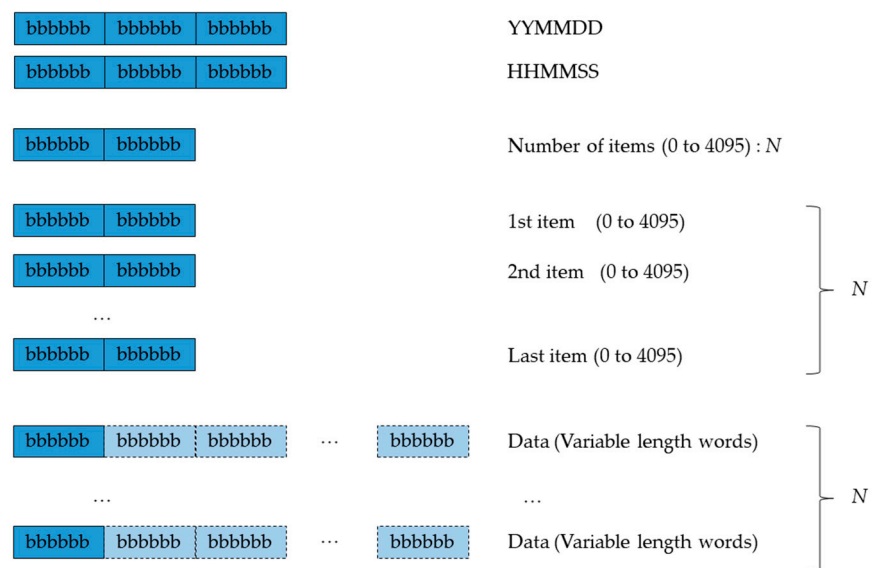 bbbbbb bbbbbb bbbbbb YYMMDD
bbbbbb bbbbbb bbbbbb HHMMSS
bbbbbb bbbbbb Number of items (0 to 4095) : N
bbbbbb bbbbbb 1st item (0 to 4095)
bbbbbb bbbbbb 2nd item (0 to 4095)
N
...
bbbbbb bbbbbb Last item (0 to 4095)
bbbbbb bbbbbb bbbbbb ... bbbbbb Data (Variable length words)
... ... N
bbbbbb bbbbbb bbbbbb ... bbbbbb Data (Variable length words)